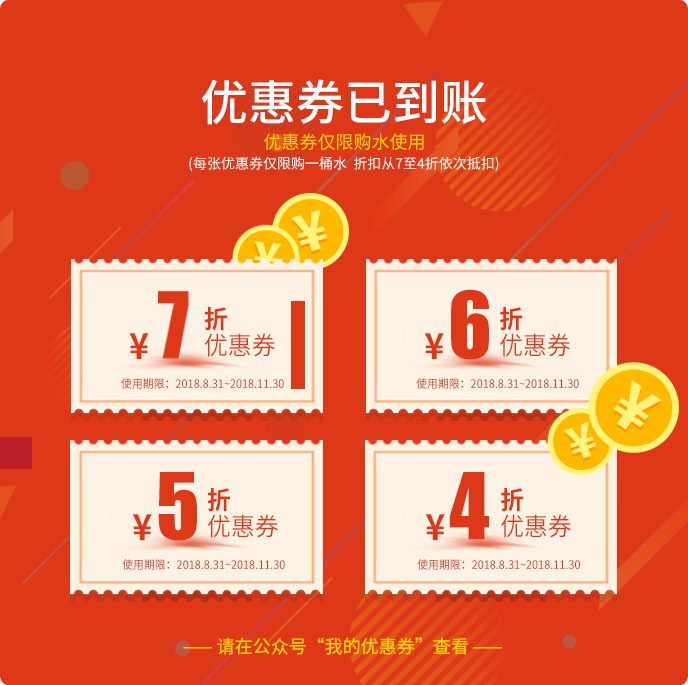 优惠券已到账
优惠券仅限购水使用
(每张优惠券仅限购一桶水 折扣从7至4折依次抵扣)
¥ ¥
¥7折
优惠券
使用期限：2018.8.31~2018.11.30
¥6折
优惠券
使用期限：2018.8.31~2018.11.30
¥ ¥
¥5折
优惠券
使用期限：2018.8.31~2018.11.30
¥4折
优惠券
使用期限：2018.8.31~2018.11.30
—— 请在公众号“我的优惠券”查看 ——